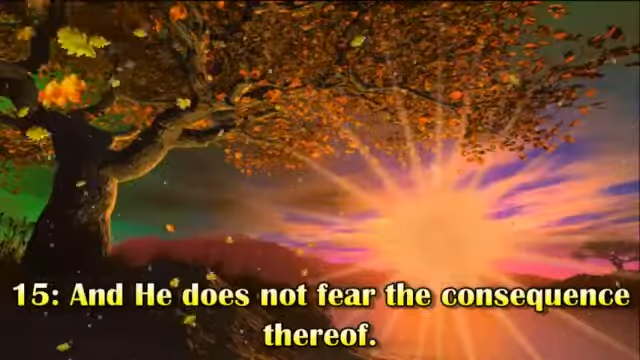 15: And He does not fear the consequence
thereof.